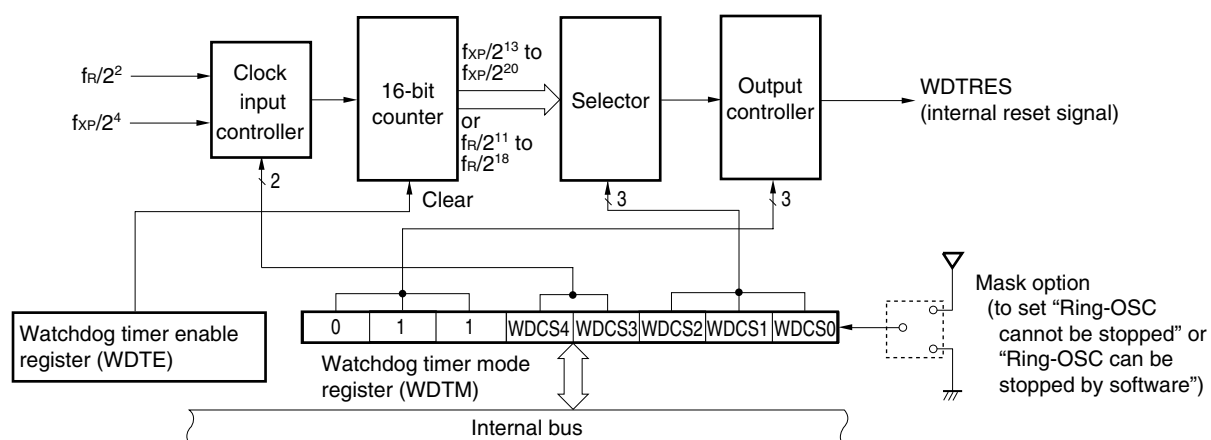 fR/2²
fXP/2⁴
Clock
input
controller
2
16-bit
counter
Clear
fXP/2¹³ to
fXP/2²⁰
or
fR/2¹¹ to
fR/2¹⁸
Selector
3
Output
controller
3
WDTRES
(internal reset signal)
Watchdog timer enable
register (WDTE)
0 1 1 WDCS4 WDCS3 WDCS2 WDCS1 WDCS0
Watchdog timer mode
register (WDTM)
Mask option
(to set “Ring-OSC
cannot be stopped” or
“Ring-OSC can be
stopped by software”)
Internal bus